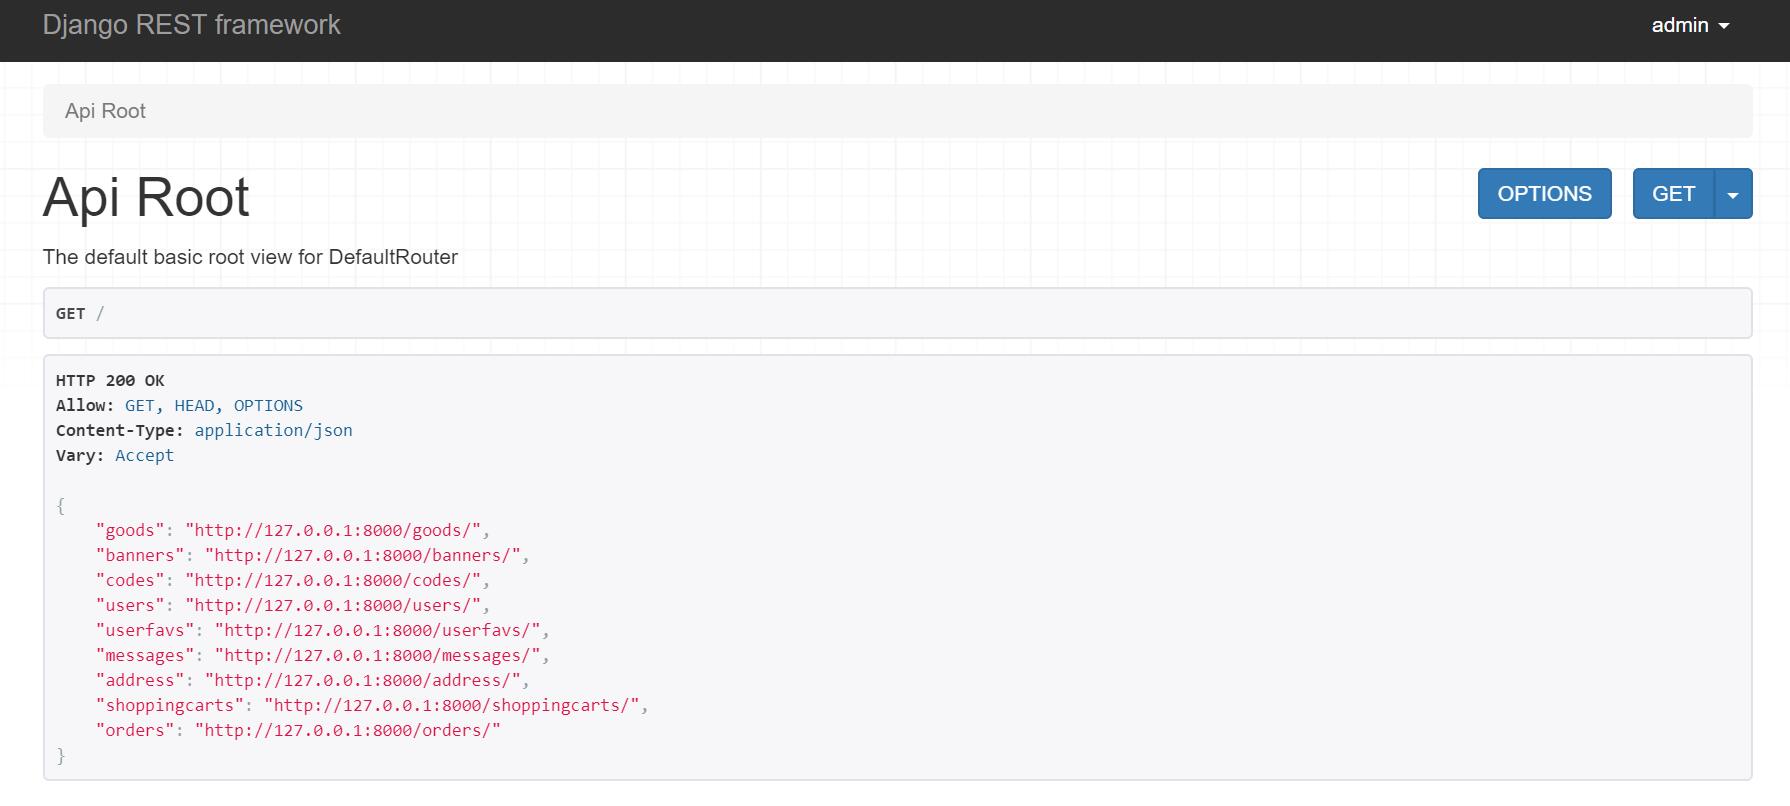 Django REST framework
admin
Api Root
Api Root
OPTIONS
GET
The default basic root view for DefaultRouter
GET /
HTTP 200 OK
Allow: GET, HEAD, OPTIONS
Content-Type: application/json
Vary: Accept
{
"goods": "http://127.0.0.1:8000/goods/",
"banners": "http://127.0.0.1:8000/banners/",
"codes": "http://127.0.0.1:8000/codes/",
"users": "http://127.0.0.1:8000/users/",
"userfavs": "http://127.0.0.1:8000/userfavs/",
"messages": "http://127.0.0.1:8000/messages/",
"address": "http://127.0.0.1:8000/address/",
"shoppingcarts": "http://127.0.0.1:8000/shoppingcarts/",
"orders": "http://127.0.0.1:8000/orders/"
}